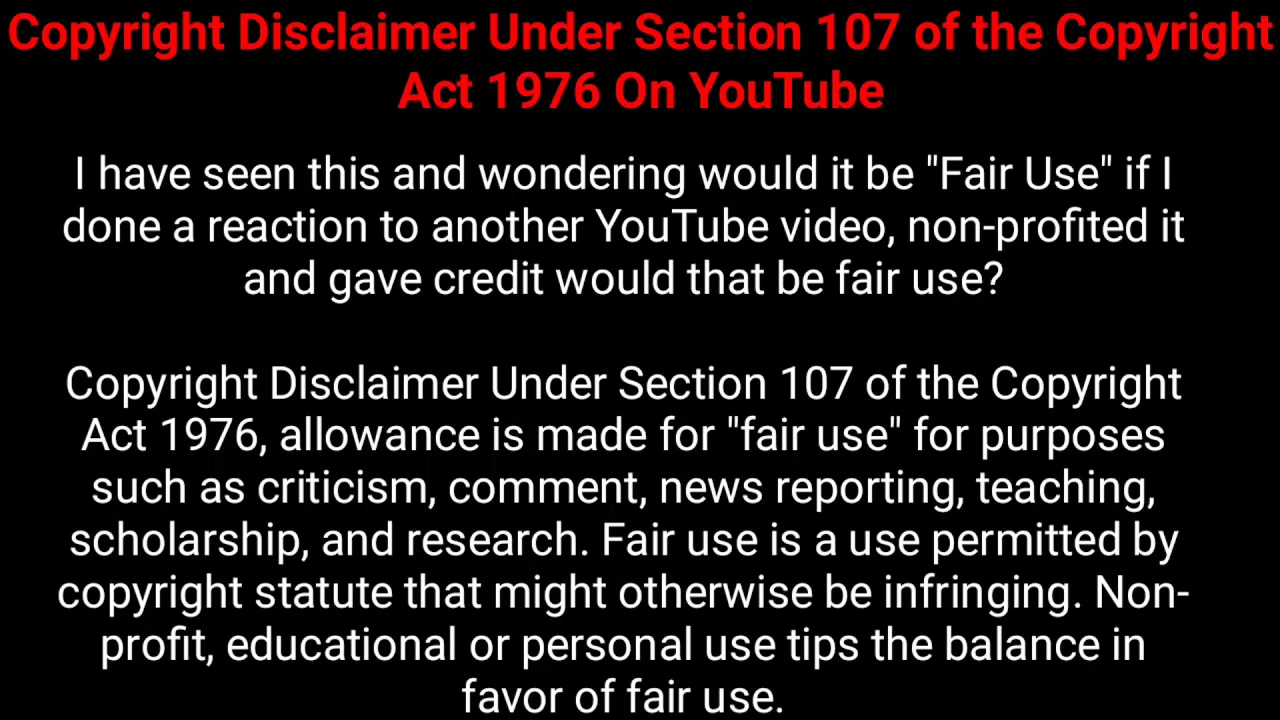 Copyright Disclaimer Under Section 107 of the Copyright
Act 1976 On YouTube
I have seen this and wondering would it be "Fair Use" if I
done a reaction to another YouTube video, non-profited it
and gave credit would that be fair use?
Copyright Disclaimer Under Section 107 of the Copyright
Act 1976, allowance is made for "fair use" for purposes
such as criticism, comment, news reporting, teaching,
scholarship, and research. Fair use is a use permitted by
copyright statute that might otherwise be infringing. Non-
profit, educational or personal use tips the balance in
favor of fair use.